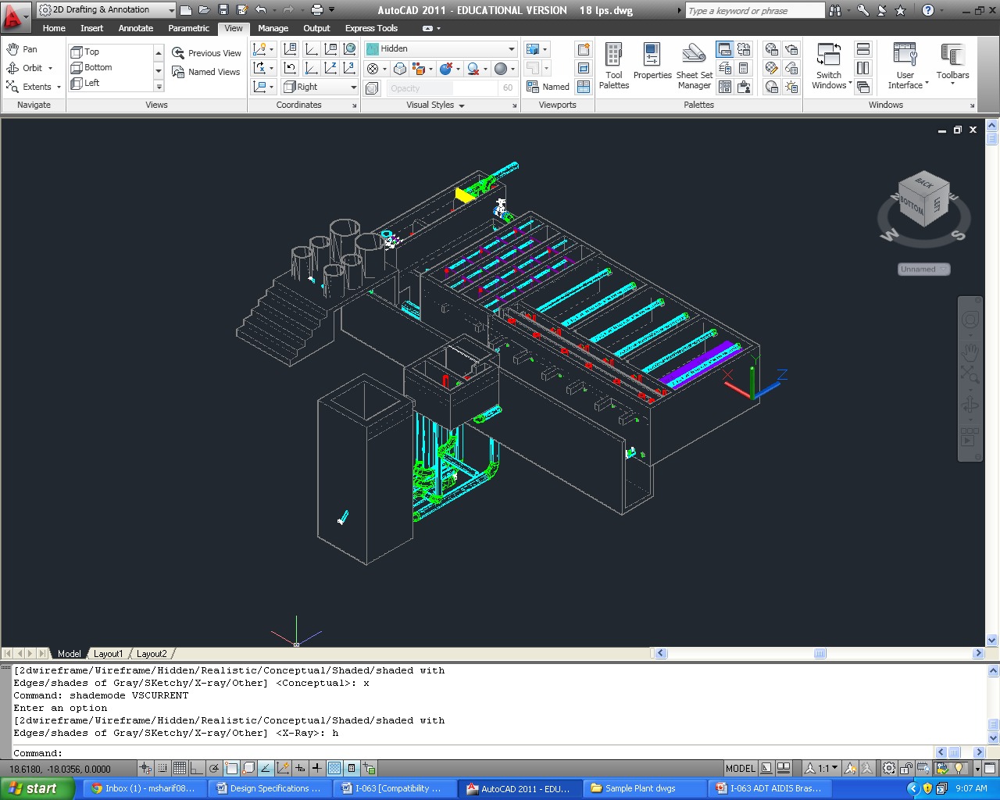 2D Drafting & Annotation
AutoCAD 2011 - EDUCATIONAL VERSION 18 lps.dwg
Type a keyword or phrase
Home Insert Annotate Parametric View Manage Output Express Tools
Pan
Orbit
Extents
Navigate
Top
Bottom
Left
Previous View
Named Views
Views
Right
Coordinates
Hidden
Opacity 60
Visual Styles
Named
Viewports
Tool Palettes
Properties
Sheet Set Manager
Palettes
Switch Windows
User Interface
Toolbars
Windows
BACK
BOTTOM
W
S
Unnamed
X
Z
Model Layout1 Layout2
[2dwireframe/Wireframe/Hidden/Realistic/Conceptual/Shaded/shaded with
Edges/shades of Gray/SKetchy/X-ray/Other] <Conceptual>: x
Command: shademode VSCURRENT
Enter an option
[2dwireframe/Wireframe/Hidden/Realistic/Conceptual/Shaded/shaded with
Edges/shades of Gray/SKetchy/X-ray/Other] <X-Ray>: h
Command:
18.6180, -18.0356, 0.0000
MODEL
1:1
start
Inbox (1) - msharif08...
Design Specifications ...
I-063 [Compatibility ...
AutoCAD 2011 - EDU...
Sample Plant dwgs
I-063 ADT AIDIS Bras...
9:07 AM